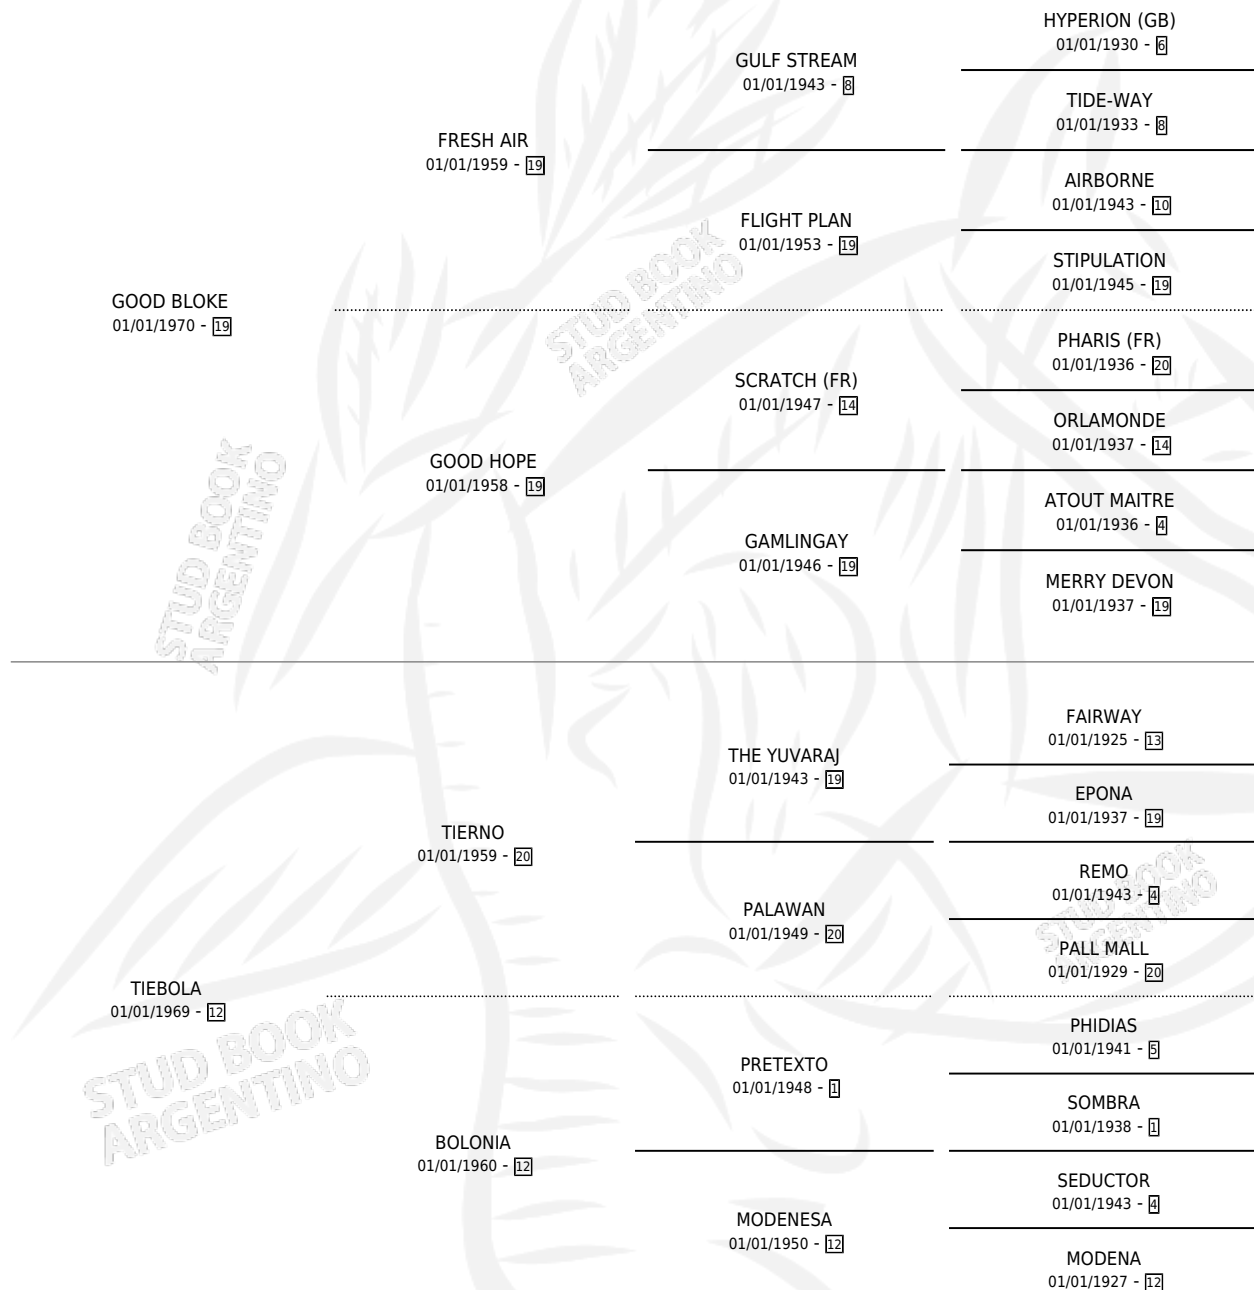 HYPERION (GB)
01/01/1930 - 6
GULF STREAM
01/01/1943 - 8
TIDE-WAY
01/01/1933 - 8
FRESH AIR
01/01/1959 - 19
AIRBORNE
01/01/1943 - 10
FLIGHT PLAN
01/01/1953 - 19
STIPULATION
01/01/1945 - 19
GOOD BLOKE
01/01/1970 - 19
STUD BOOK
ARGENTINO
PHARIS (FR)
01/01/1936 - 20
SCRATCH (FR)
01/01/1947 - 14
ORLAMONDE
01/01/1937 - 14
GOOD HOPE
01/01/1958 - 19
ATOUT MAITRE
01/01/1936 - 4
GAMLINGAY
01/01/1946 - 19
MERRY DEVON
01/01/1937 - 19
STUD BOOK
ARGENTINO
FAIRWAY
01/01/1925 - 13
THE YUVARAJ
01/01/1943 - 19
EPONA
01/01/1937 - 19
TIERNO
01/01/1959 - 20
REMO
01/01/1943 - 4
PALAWAN
01/01/1949 - 20
PALL MALL
01/01/1929 - 20
STUD BOOK
ARGENTINO
TIEBOLA
01/01/1969 - 12
PHIDIAS
01/01/1941 - 5
PRETEXTO
01/01/1948 - 1
SOMBRA
01/01/1938 - 1
STUD BOOK
ARGENTINO
BOLONIA
01/01/1960 - 12
SEDUCTOR
01/01/1943 - 4
MODENESA
01/01/1950 - 12
MODENA
01/01/1927 - 12